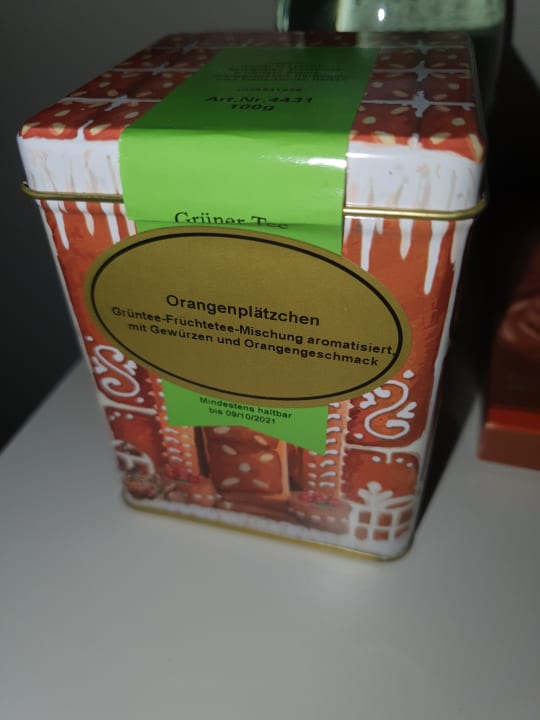 Art.Nr.4431
100g
Grüner Tee
Orangenplätzchen
Grüntee-Früchtetee-Mischung aromatisiert,
mit Gewürzen und Orangengeschmack
Mindestens haltbar
bis 09/10/2021